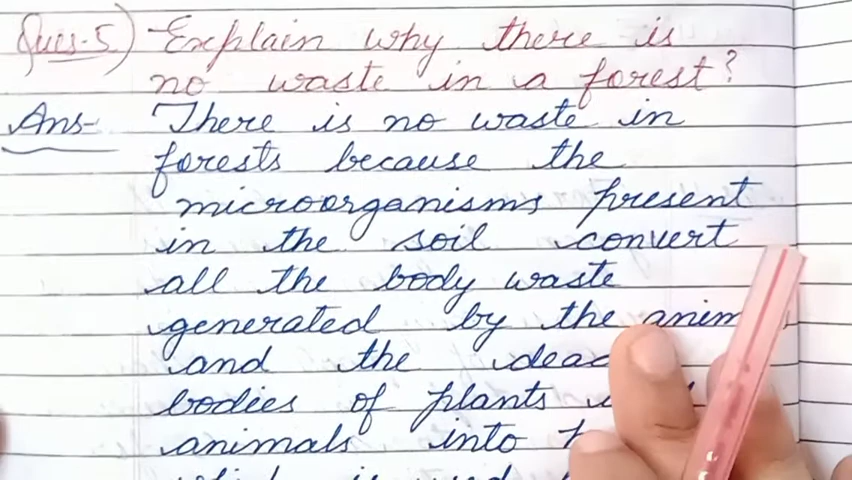 Ques-5) Explain why there is
no waste in a forest?
Ans- There is no waste in
forests because the
microorganisms present
in the soil convert
all the body waste
generated by the anim
and the dead
bodies of plants
animals into